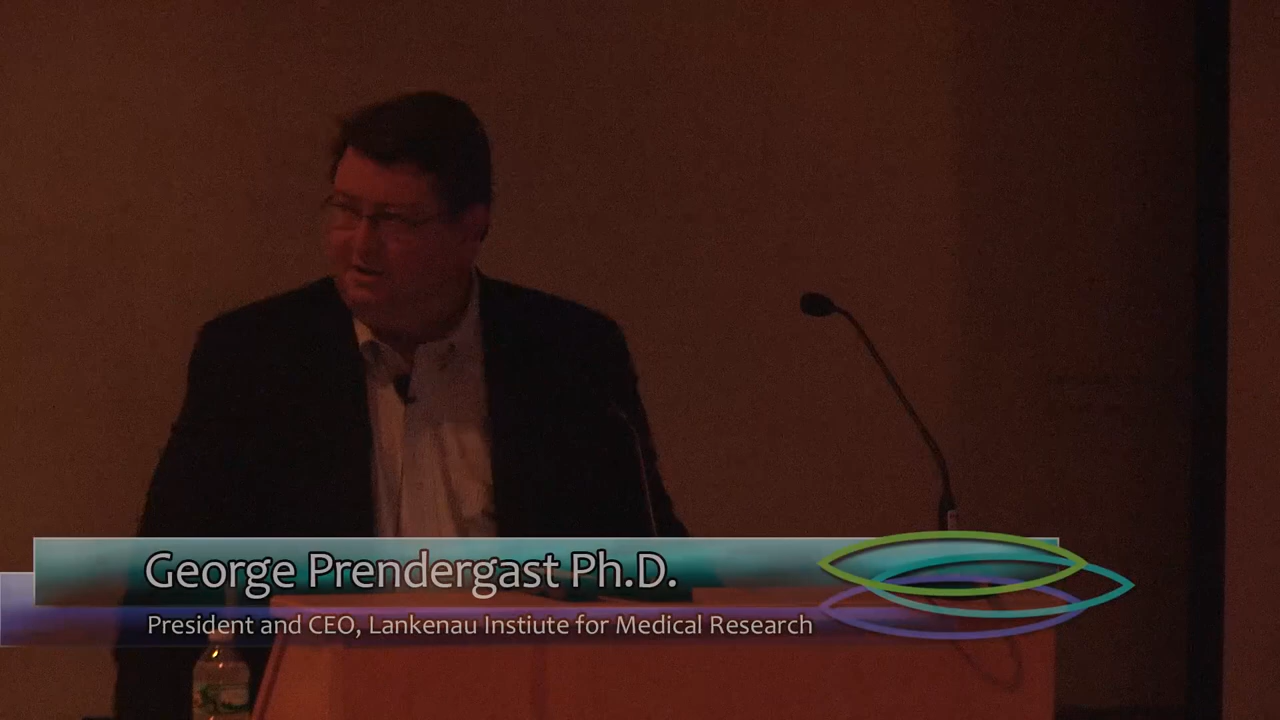 George Prendergast Ph.D.
President and CEO, Lankenau Instiute for Medical Research